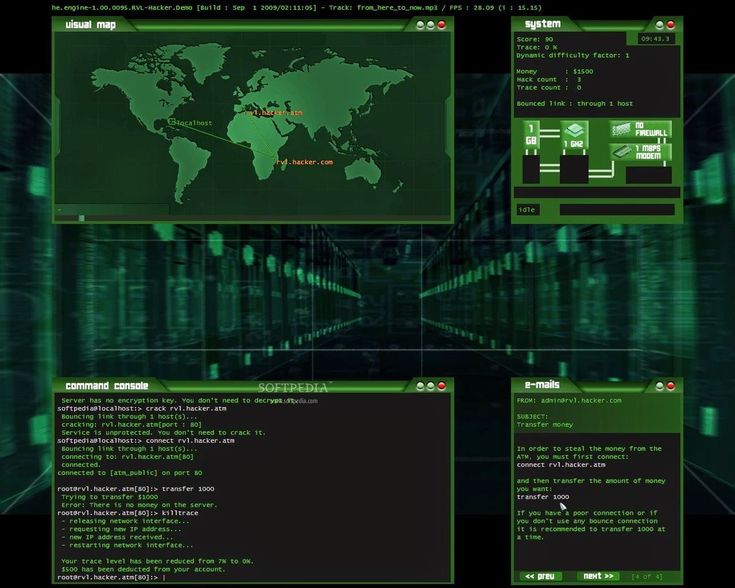 he.engine-1.00.0095.RVL-Hacker.Demo [Build : Sep 1 2009/02:11:05] - Track: from_here_to_now.mp3 / FPS : 28.09 (i : 15.15)
visual map
localhost
rvl.hacker.atm
rvl.hacker.com
system
Score: 90
09:43.3
Trace: 0 %
Dynamic difficulty factor: 1
Money : $1500
Hack count : 3
Trace count : 0
Bounced link : through 1 host
1 GB
1 GHZ
NO FIREWALL
1 MBPS MODEM
idle
command console
SOFTPEDIA
Server has no encryption key. You don't need to decrypt it.
softpedia@localhost:> crack rvl.hacker.atm
Bouncing link through 1 host(s)...
cracking: rvl.hacker.atm[port : 80]
Service is unprotected. You don't need to crack it.
softpedia@localhost:> connect rvl.hacker.atm
Bouncing link through 1 host(s)...
connecting to: rvl.hacker.atm[80]
connected.
connected to [atm_public] on port 80
root@rvl.hacker.atm[80]:> transfer 1000
Trying to transfer $1000
Error: There is no money on the server.
root@rvl.hacker.atm[80]:> killtrace
- releasing network interface...
- requesting new IP address...
- new IP address received...
- restarting network interface...
Your trace level has been reduced from 7% to 0%.
$500 has been deducted from your account.
root@rvl.hacker.atm[80]:> |
e-mails
FROM: admin@rvl.hacker.com
SUBJECT:
Transfer money
In order to steal the money from the
ATM, you must first connect:
connect rvl.hacker.atm
and then transfer the amount of money
you want:
transfer 1000
If you have a poor connection or if
you don't use any bounce connection
it is recommended to transfer 1000 at
a time.
<< prev
next >>
[4 of 4]